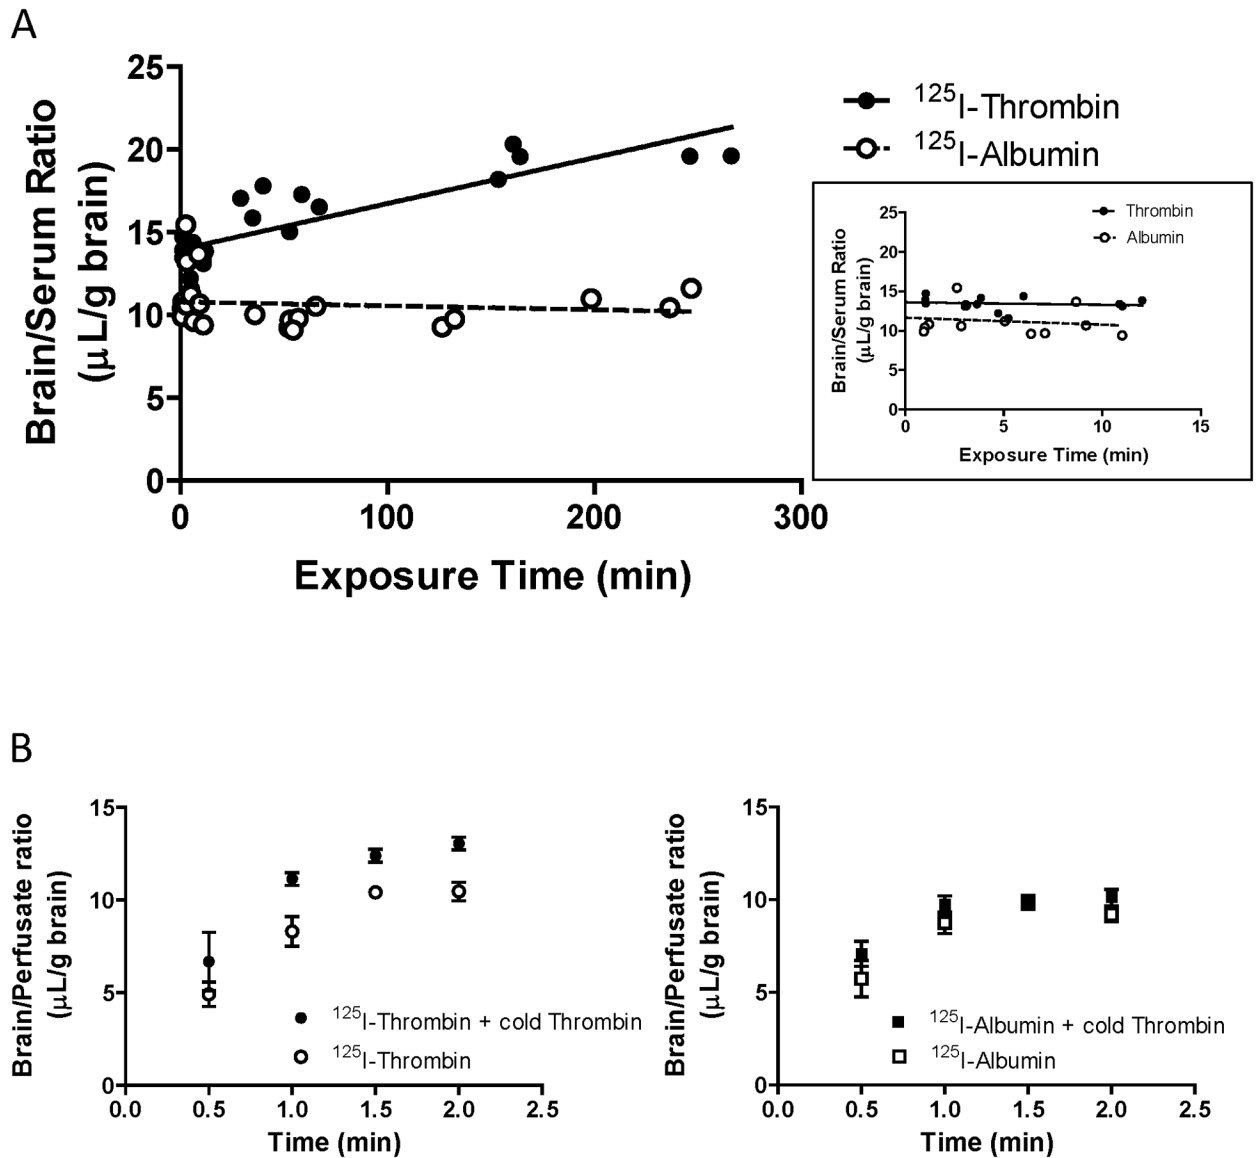 A
25
20
15
10
5
0
Brain/Serum Ratio
(μL/g brain)
0 100 200 300
Exposure Time (min)
125I-Thrombin
125I-Albumin
25
20
15
10
5
0
Brain/Serum Ratio
(μL/g brain)
Thrombin
Albumin
0 5 10 15
Exposure Time (min)
B
15
10
5
0
Brain/Perfusate ratio
(μL/g brain)
125I-Thrombin + cold Thrombin
125I-Thrombin
0.0 0.5 1.0 1.5 2.0 2.5
Time (min)
15
10
5
0
Brain/Perfusate ratio
(μL/g brain)
125I-Albumin + cold Thrombin
125I-Albumin
0.0 0.5 1.0 1.5 2.0 2.5
Time (min)